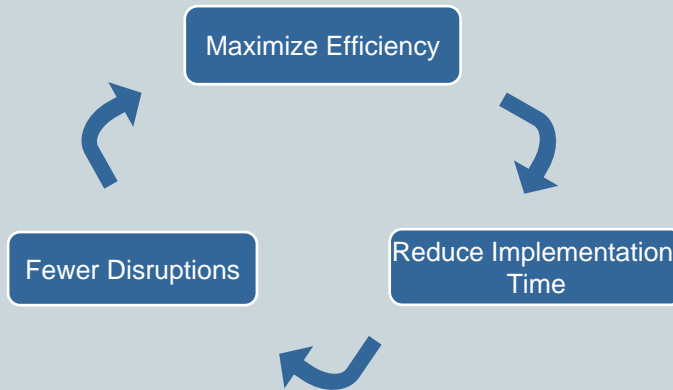 Maximize Efficiency
Fewer Disruptions
Reduce Implementation
Time